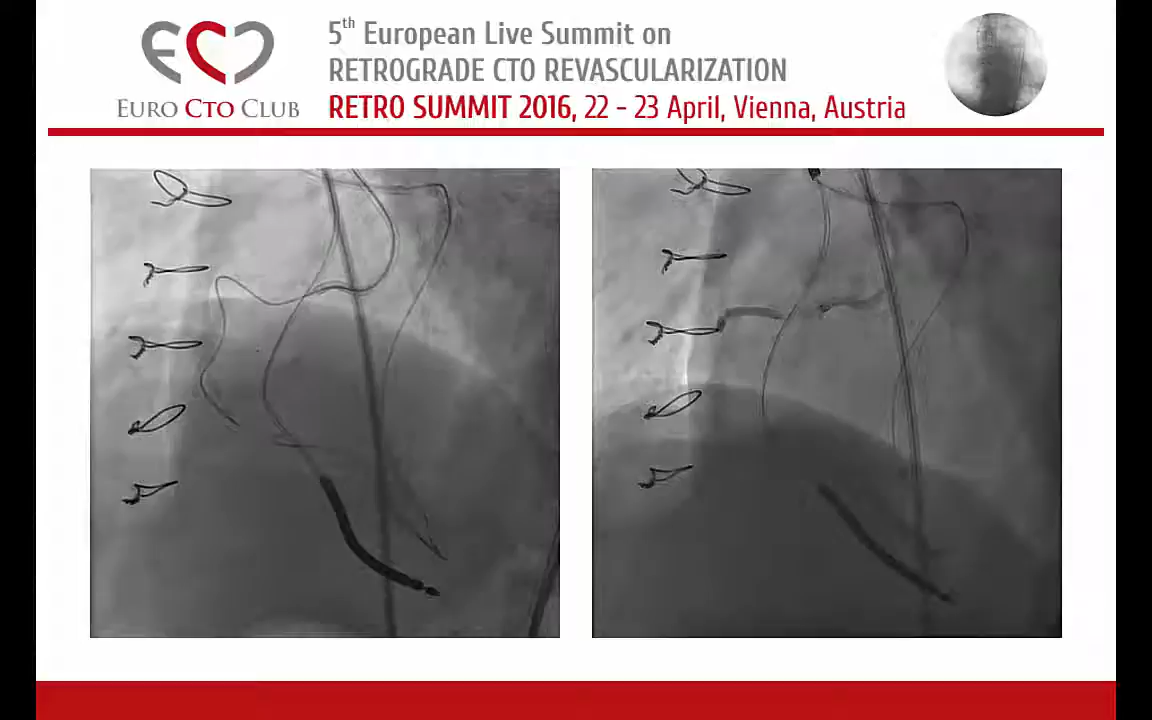 5th European Live Summit on
RETROGRADE CTO REVASCULARIZATION
RETRO SUMMIT 2016, 22 - 23 April, Vienna, Austria
EURO CTO CLUB